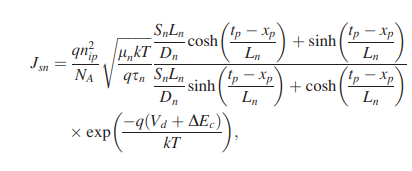 J_{sn} = \frac{qn_{ip}^2}{N_A} \sqrt{\frac{\mu_n kT}{q\tau_n}} \frac{\frac{S_n L_n}{D_n} \cosh\left(\frac{t_p - x_p}{L_n}\right) + \sinh\left(\frac{t_p - x_p}{L_n}\right)}{\frac{S_n L_n}{D_n} \sinh\left(\frac{t_p - x_p}{L_n}\right) + \cosh\left(\frac{t_p - x_p}{L_n}\right)}
\times \exp\left(\frac{-q(V_d + \Delta E_c)}{kT}\right),